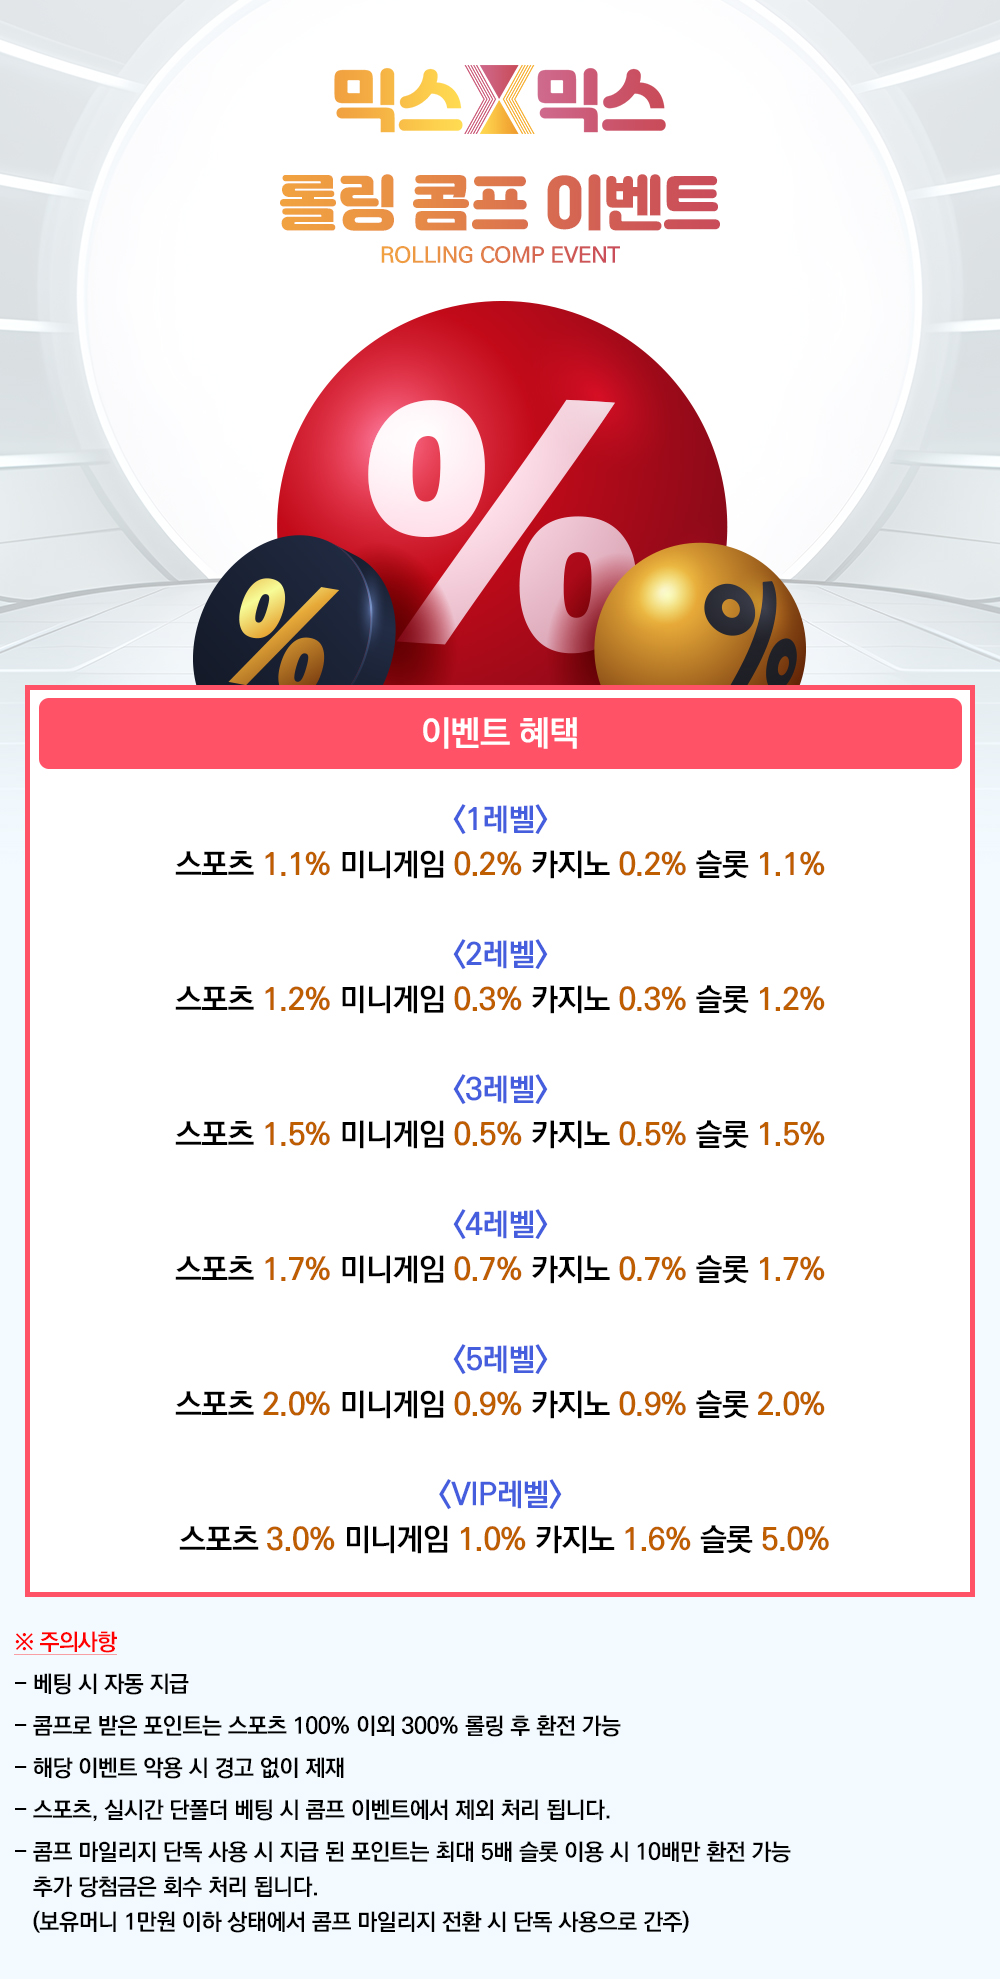 믹스 믹스
롤링 콤프 이벤트
ROLLING COMP EVENT
%
%
%
이벤트 혜택
<1레벨>
스포츠 1.1% 미니게임 0.2% 카지노 0.2% 슬롯 1.1%
<2레벨>
스포츠 1.2% 미니게임 0.3% 카지노 0.3% 슬롯 1.2%
<3레벨>
스포츠 1.5% 미니게임 0.5% 카지노 0.5% 슬롯 1.5%
<4레벨>
스포츠 1.7% 미니게임 0.7% 카지노 0.7% 슬롯 1.7%
<5레벨>
스포츠 2.0% 미니게임 0.9% 카지노 0.9% 슬롯 2.0%
<VIP레벨>
스포츠 3.0% 미니게임 1.0% 카지노 1.6% 슬롯 5.0%
※ 주의사항
- 베팅 시 자동 지급
- 콤프로 받은 포인트는 스포츠 100% 이외 300% 롤링 후 환전 가능
- 해당 이벤트 악용 시 경고 없이 제재
- 스포츠, 실시간 단폴더 베팅 시 콤프 이벤트에서 제외 처리 됩니다.
- 콤프 마일리지 단독 사용 시 지급 된 포인트는 최대 5배 슬롯 이용 시 10배만 환전 가능
추가 당첨금은 회수 처리 됩니다.
(보유머니 1만원 이하 상태에서 콤프 마일리지 전환 시 단독 사용으로 간주)